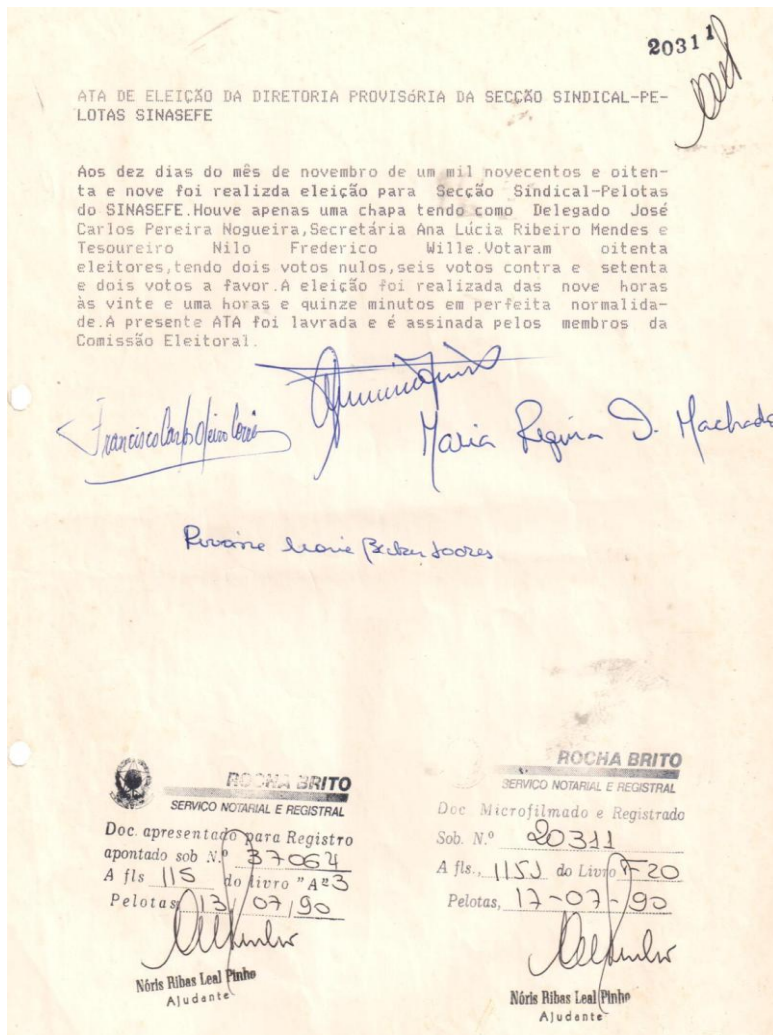 20311
ATA DE ELEIÇÃO DA DIRETORIA PROVISóRIA DA SECÇÃO SINDICAL-PE-
LOTAS SINASEFE
Aos dez dias do mês de novembro de um mil novecentos e oiten-
ta e nove foi realizda eleição para Secção Sindical-Pelotas
do SINASEFE.Houve apenas uma chapa tendo como Delegado José
Carlos Pereira Nogueira,Secretária Ana Lúcia Ribeiro Mendes e
Tesoureiro Nilo Frederico Wille.Votaram oitenta
eleitores,tendo dois votos nulos,seis votos contra e setenta
e dois votos a favor.A eleição foi realizada das nove horas
às vinte e uma horas e quinze minutos em perfeita normalida-
de.A presente ATA foi lavrada e é assinada pelos membros da
Comissão Eleitoral.
Francisco Carlos
Maria Regina D. Machado
ROCHA BRITO
SERVICO NOTARIAL E REGISTRAL
Doc. apresentado para Registro
apontado sob N.º 37064
A fls 115 do livro "Aº3
Pelotas, 13/07/90
Nóris Ribas Leal Pinho
Ajudante
ROCHA BRITO
SERVIÇO NOTARIAL E REGISTRAL
Doc Microfilmado e Registrado
Sob. N.º 20311
A fls., do Livro F-20
Pelotas, 17-07-90
Nóris Ribas Leal Pinho
Ajudante